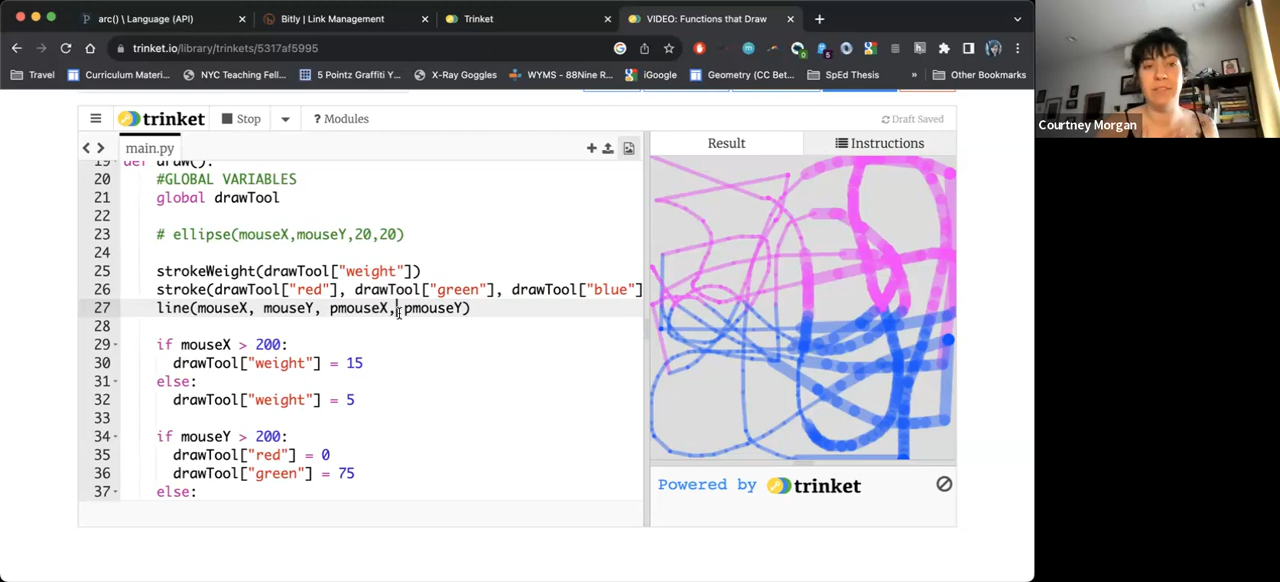 arc() \ Language (API)
Bitly | Link Management
Trinket
VIDEO: Functions that Draw
trinket.io/library/trinkets/5317af5995
Travel
Curriculum Materi...
NYC Teaching Fell...
5 Pointz Graffiti Y...
X-Ray Goggles
WYMS - 88Nine R...
iGoogle
Geometry (CC Bet...
SpEd Thesis
»
Other Bookmarks
Courtney Morgan
trinket
Stop
? Modules
Draft Saved
main.py
Result
Instructions
19 def draw():
20 #GLOBAL VARIABLES
21 global drawTool
22
23 # ellipse(mouseX,mouseY,20,20)
24
25 strokeWeight(drawTool["weight"])
26 stroke(drawTool["red"], drawTool["green"], drawTool["blue"]
27 line(mouseX, mouseY, pmouseX, pmouseY)
28
29 if mouseX > 200:
30 drawTool["weight"] = 15
31 else:
32 drawTool["weight"] = 5
33
34 if mouseY > 200:
35 drawTool["red"] = 0
36 drawTool["green"] = 75
37 else:
Powered by trinket